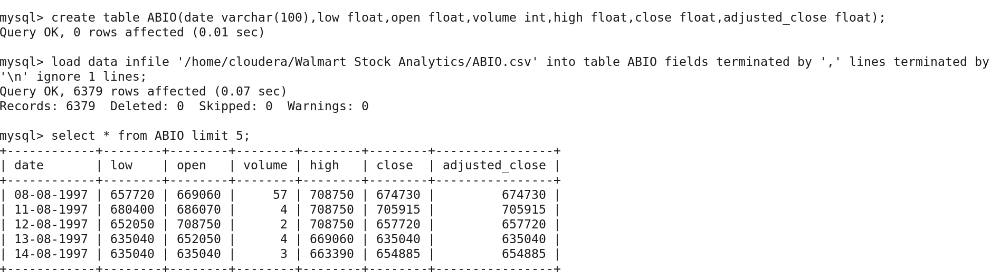 mysql> create table ABIO(date varchar(100),low float,open float,volume int,high float,close float,adjusted_close float);
Query OK, 0 rows affected (0.01 sec)
mysql> load data infile '/home/cloudera/Walmart Stock Analytics/ABIO.csv' into table ABIO fields terminated by ',' lines terminated by
'\n' ignore 1 lines;
Query OK, 6379 rows affected (0.07 sec)
Records: 6379  Deleted: 0  Skipped: 0  Warnings: 0
mysql> select * from ABIO limit 5;
+------------+--------+--------+--------+--------+--------+----------------+
| date       | low    | open   | volume | high   | close  | adjusted_close |
+------------+--------+--------+--------+--------+--------+----------------+
| 08-08-1997 | 657720 | 669060 |     57 | 708750 | 674730 |         674730 |
| 11-08-1997 | 680400 | 686070 |      4 | 708750 | 705915 |         705915 |
| 12-08-1997 | 652050 | 708750 |      2 | 708750 | 657720 |         657720 |
| 13-08-1997 | 635040 | 652050 |      4 | 669060 | 635040 |         635040 |
| 14-08-1997 | 635040 | 635040 |      3 | 663390 | 654885 |         654885 |
+------------+--------+--------+--------+--------+--------+----------------+